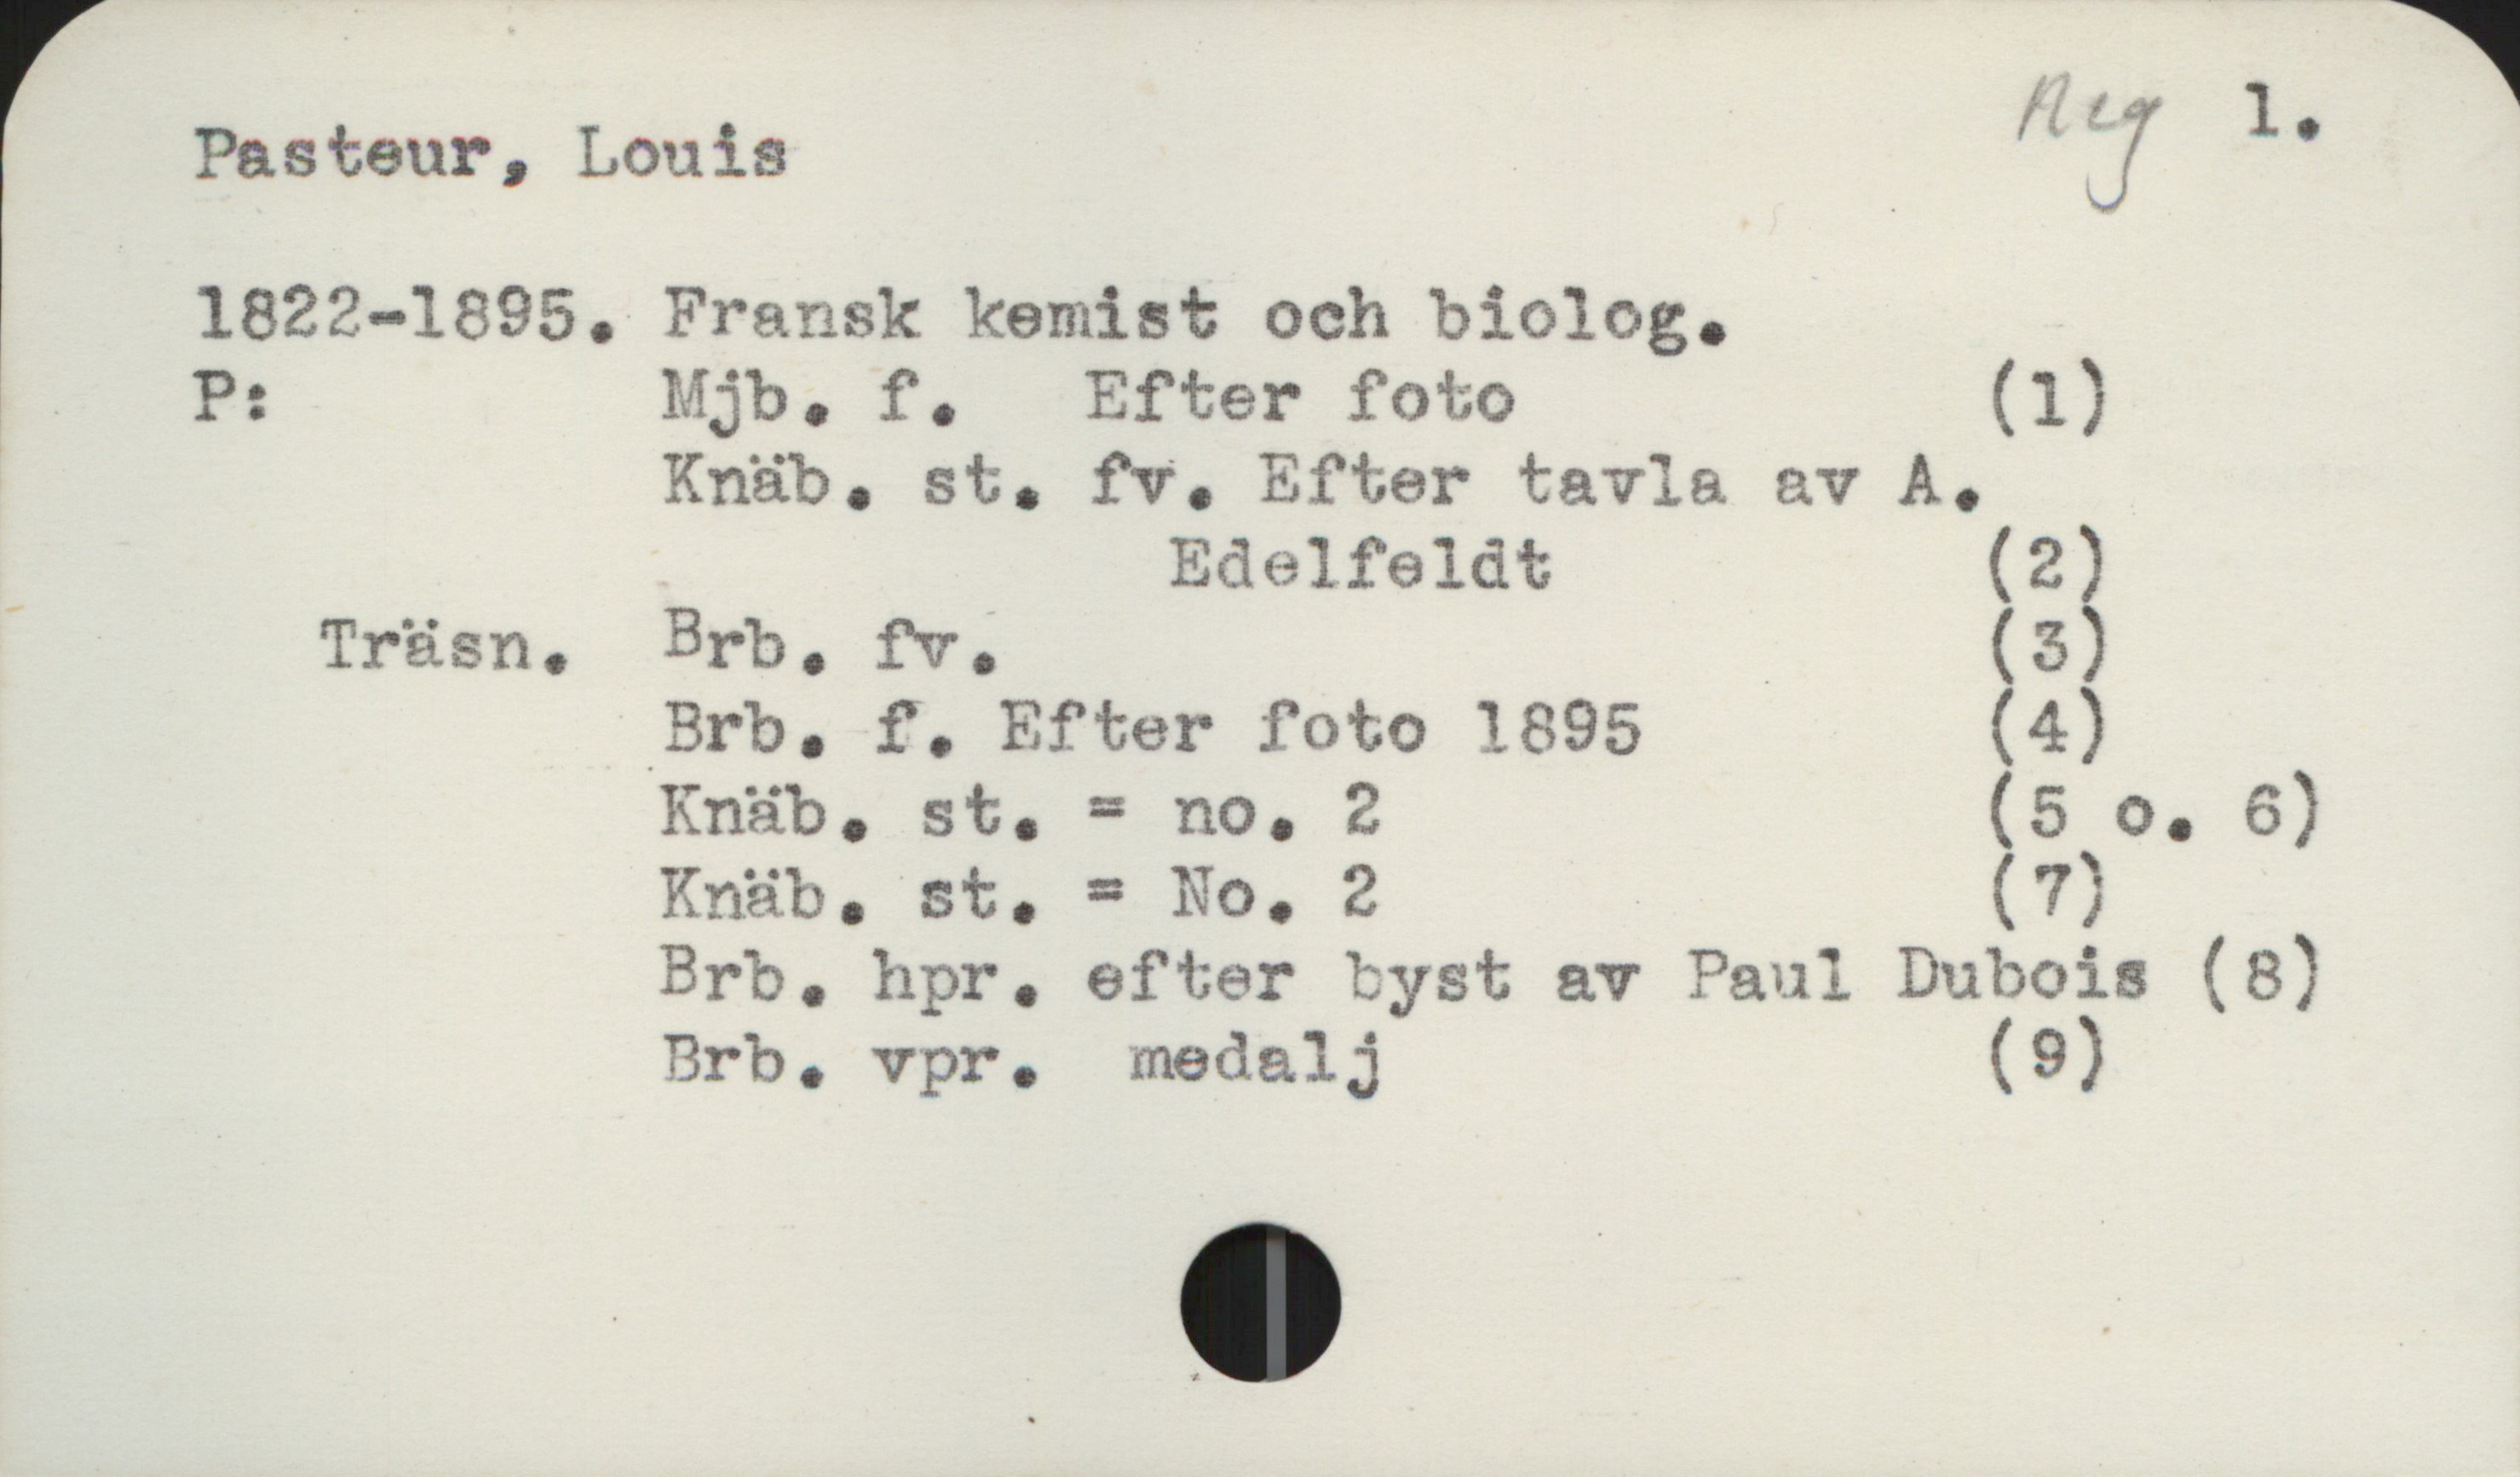 Reg 1.
Pasteur, Louis
1822-1895. Fransk kemist och biolog.
P: Mjb. f. Efter foto (1)
Knäb. st. fv. Efter tavla av A.
Edelfeldt (2)
Träsn. Brb. fv. (3)
Brb. f. Efter foto 1895 (4)
Knäb. st. = no. 2 (5 o. 6)
Knäb. st. = No. 2 (7)
Brb. hpr. efter byst av Paul Dubois (8)
Brb. vpr. medalj (9)